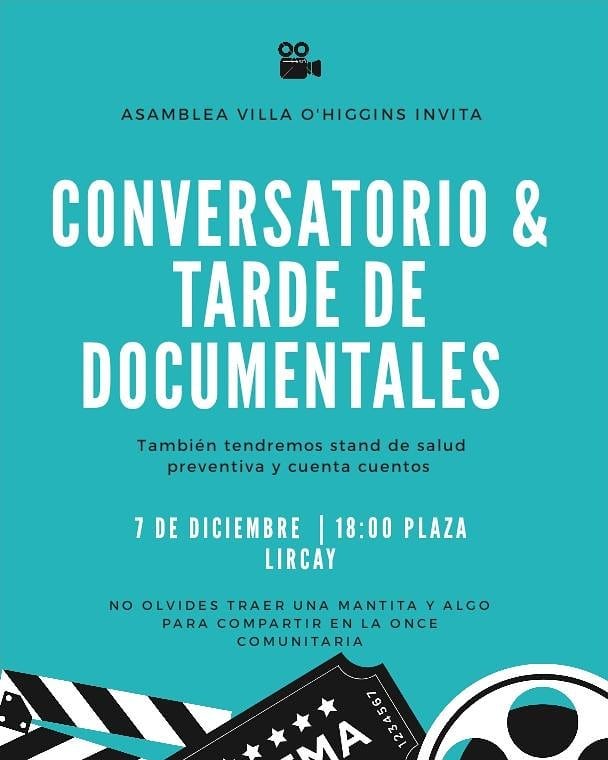 ASAMBLEA VILLA O'HIGGINS INVITA
CONVERSATORIO &
TARDE DE
DOCUMENTALES
También tendremos stand de salud
preventiva y cuenta cuentos
7 DE DICIEMBRE | 18:00 PLAZA
LIRCAY
NO OLVIDES TRAER UNA MANTITA Y ALGO
PARA COMPARTIR EN LA ONCE
COMUNITARIA
1234567